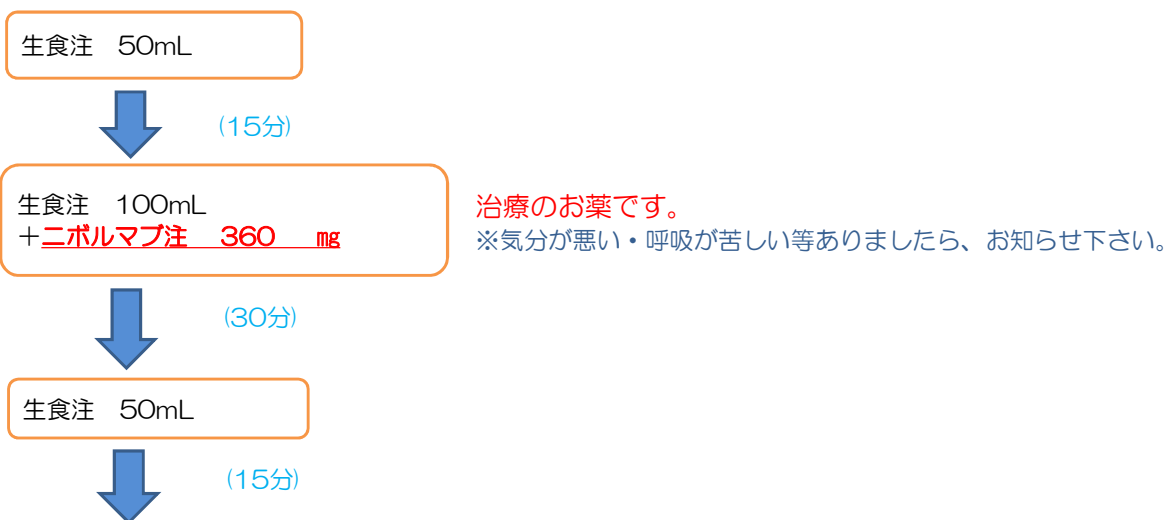 生食注　50mL
(15分)
生食注　100mL
＋ニボルマブ注　360　㎎
治療のお薬です。
※気分が悪い・呼吸が苦しい等ありましたら、お知らせ下さい。
(30分)
生食注　50mL
(15分)